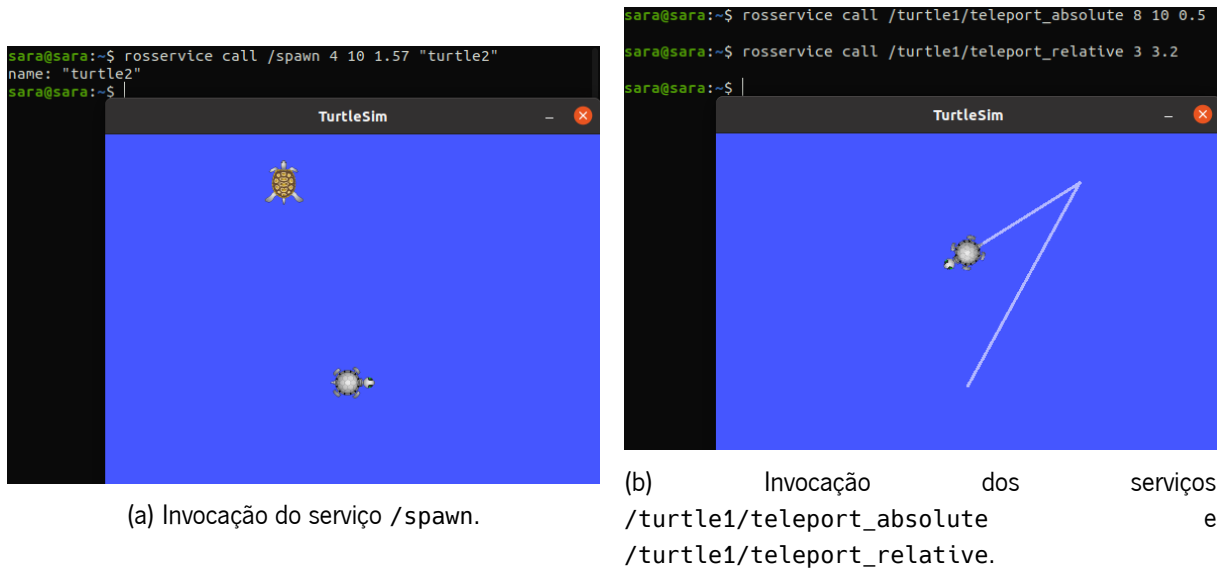 sara@sara:~$ rosservice call /spawn 4 10 1.57 "turtle2"
name: "turtle2"
sara@sara:~$
TurtleSim
(a) Invocação do serviço /spawn.
sara@sara:~$ rosservice call /turtle1/teleport_absolute 8 10 0.5
sara@sara:~$ rosservice call /turtle1/teleport_relative 3 3.2
sara@sara:~$
TurtleSim
(b) Invocação dos serviços
/turtle1/teleport_absolute e
/turtle1/teleport_relative.